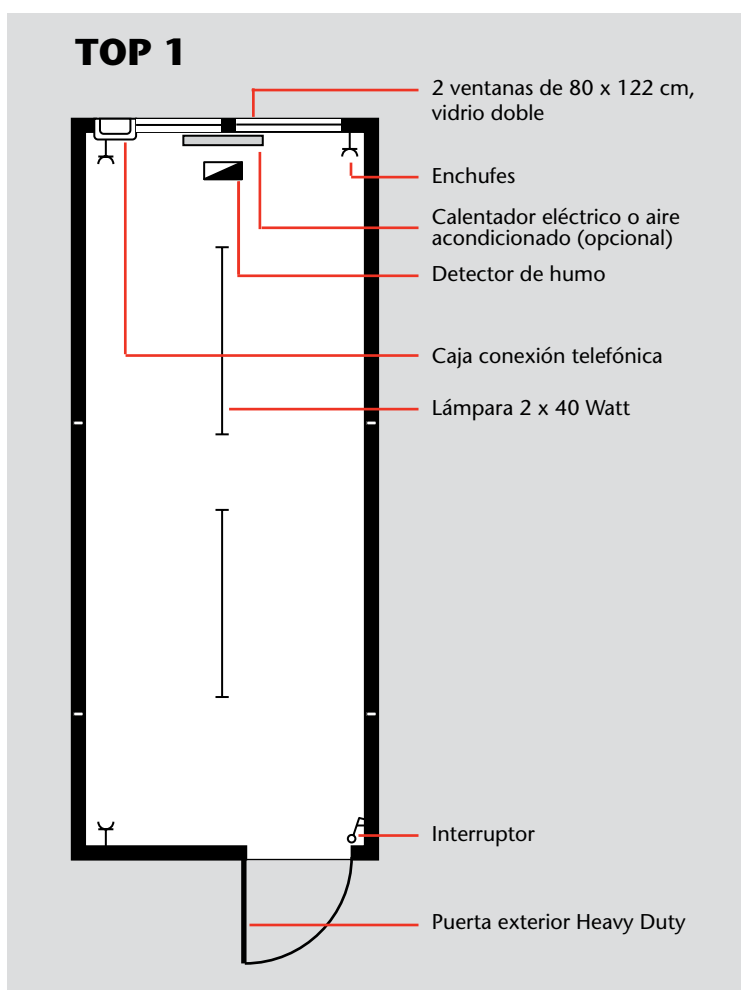 TOP 1
2 ventanas de 80 x 122 cm,
vidrio doble
Enchufes
Calentador eléctrico o aire
acondicionado (opcional)
Detector de humo
Caja conexión telefónica
Lámpara 2 x 40 Watt
Interruptor
Puerta exterior Heavy Duty